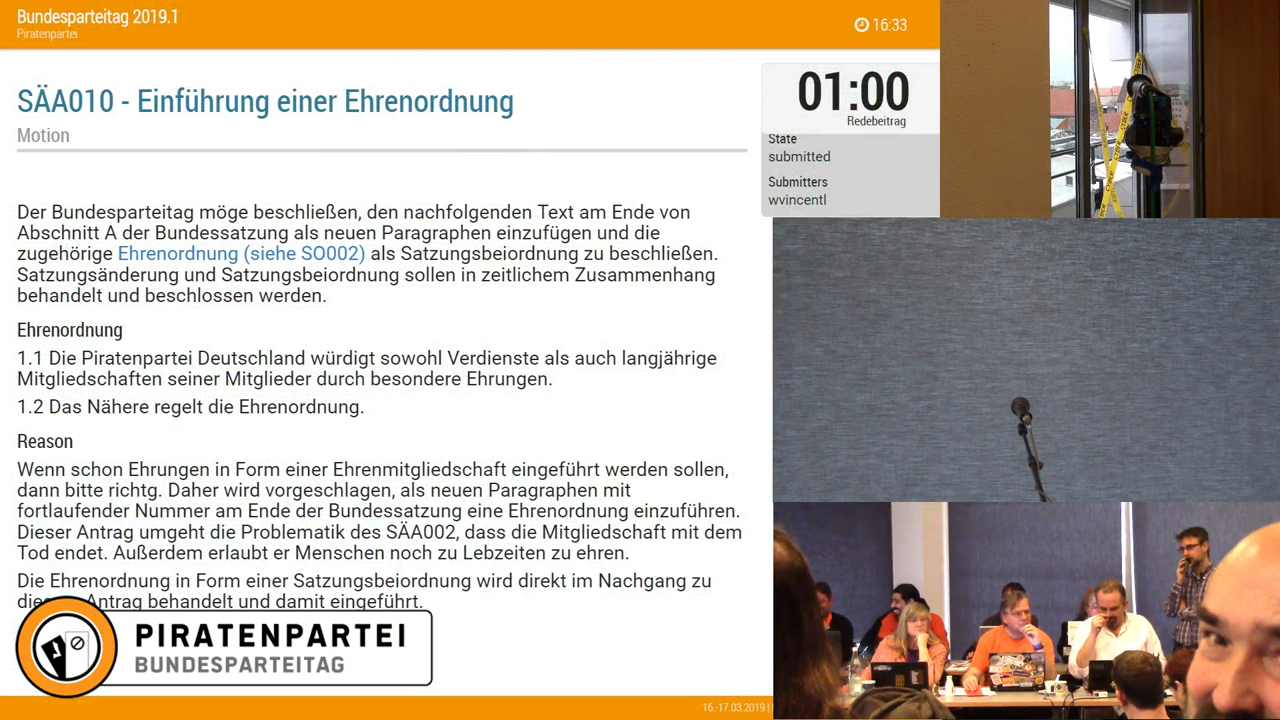 Bundesparteitag 2019.1
Piratenpartei
16:33
SÄA010 - Einführung einer Ehrenordnung
Motion
01:00
Redebeitrag
State
submitted
Submitters
wvincentl
Der Bundesparteitag möge beschließen, den nachfolgenden Text am Ende von
Abschnitt A der Bundessatzung als neuen Paragraphen einzufügen und die
zugehörige Ehrenordnung (siehe SO002) als Satzungsbeiordnung zu beschließen.
Satzungsänderung und Satzungsbeiordnung sollen in zeitlichem Zusammenhang
behandelt und beschlossen werden.
Ehrenordnung
1.1 Die Piratenpartei Deutschland würdigt sowohl Verdienste als auch langjährige
Mitgliedschaften seiner Mitglieder durch besondere Ehrungen.
1.2 Das Nähere regelt die Ehrenordnung.
Reason
Wenn schon Ehrungen in Form einer Ehrenmitgliedschaft eingeführt werden sollen,
dann bitte richtg. Daher wird vorgeschlagen, als neuen Paragraphen mit
fortlaufender Nummer am Ende der Bundessatzung eine Ehrenordnung einzuführen.
Dieser Antrag umgeht die Problematik des SÄA002, dass die Mitgliedschaft mit dem
Tod endet. Außerdem erlaubt er Menschen noch zu Lebzeiten zu ehren.
Die Ehrenordnung in Form einer Satzungsbeiordnung wird direkt im Nachgang zu
Antrag behandelt und damit eingeführt.
PIRATENPARTEI
BUNDESPARTEITAG
16.-17.03.2019 |
CYBER
CYBER
CYBER